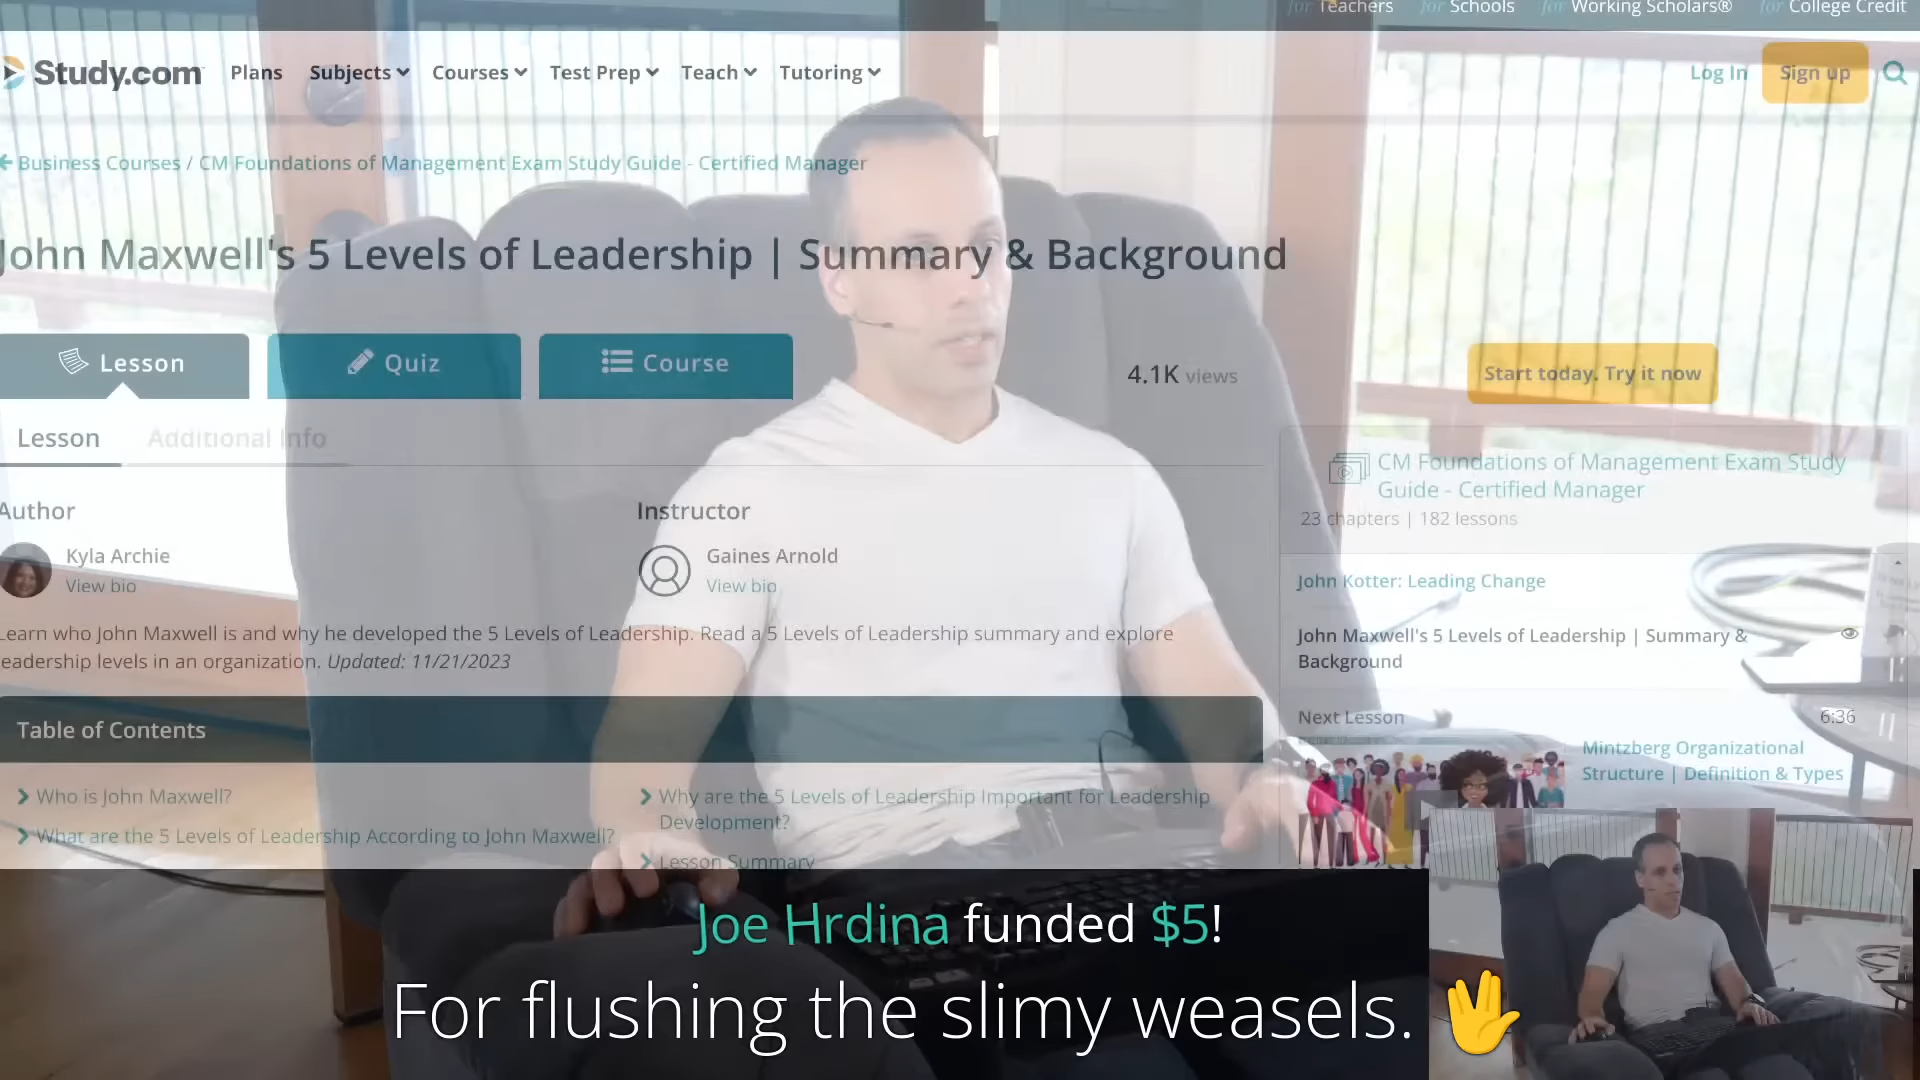 for Teachers for Schools for Working Scholars® for College Credit
Study.com Plans Subjects Courses Test Prep Teach Tutoring Log In Sign up
Business Courses / CM Foundations of Management Exam Study Guide - Certified Manager
John Maxwell's 5 Levels of Leadership | Summary & Background
Lesson Quiz Course
4.1K views
Start today. Try it now
Lesson Additional Info
Author
Kyla Archie
View bio
Instructor
Gaines Arnold
View bio
Learn who John Maxwell is and why he developed the 5 Levels of Leadership. Read a 5 Levels of Leadership summary and explore
leadership levels in an organization. Updated: 11/21/2023
Table of Contents
Who is John Maxwell?
What are the 5 Levels of Leadership According to John Maxwell?
Why are the 5 Levels of Leadership Important for Leadership
Development?
Lesson Summary
CM Foundations of Management Exam Study
Guide - Certified Manager
23 chapters | 182 lessons
John Kotter: Leading Change
John Maxwell's 5 Levels of Leadership | Summary &
Background
Next Lesson 6:36
Mintzberg Organizational
Structure | Definition & Types
Joe Hrdina funded $5!
For flushing the slimy weasels. 🖖